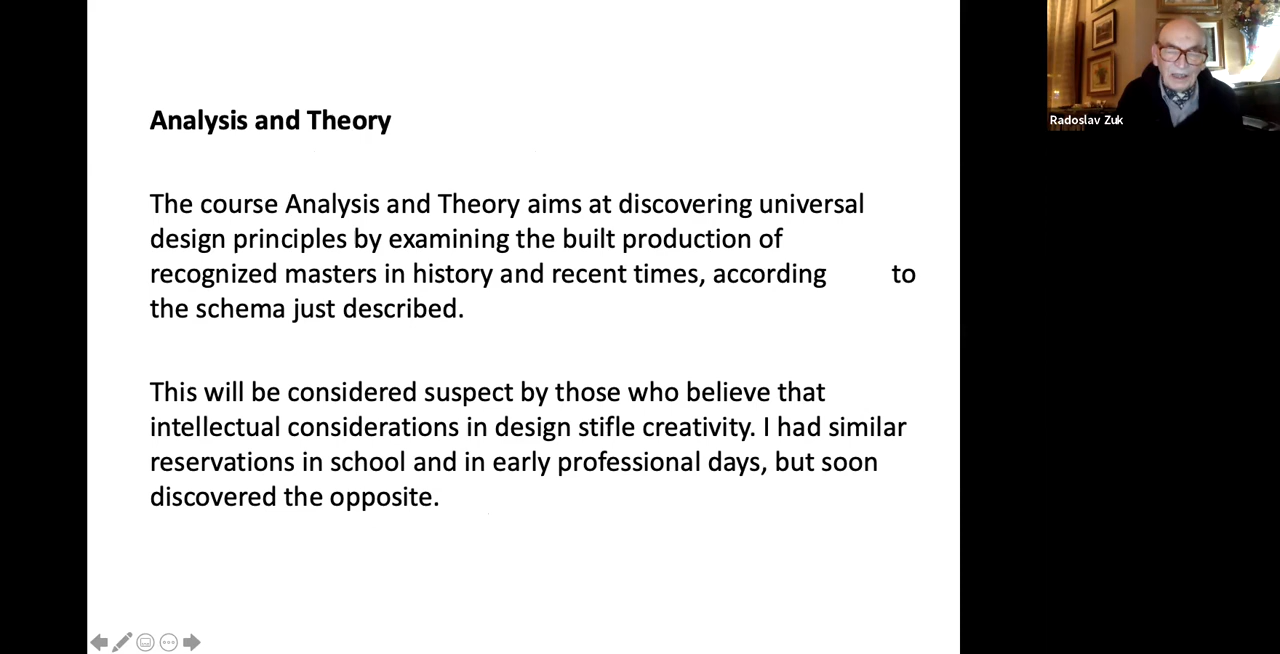 Analysis and Theory
The course Analysis and Theory aims at discovering universal
design principles by examining the built production of
recognized masters in history and recent times, according to
the schema just described.
This will be considered suspect by those who believe that
intellectual considerations in design stifle creativity. I had similar
reservations in school and in early professional days, but soon
discovered the opposite.
Radoslav Zuk